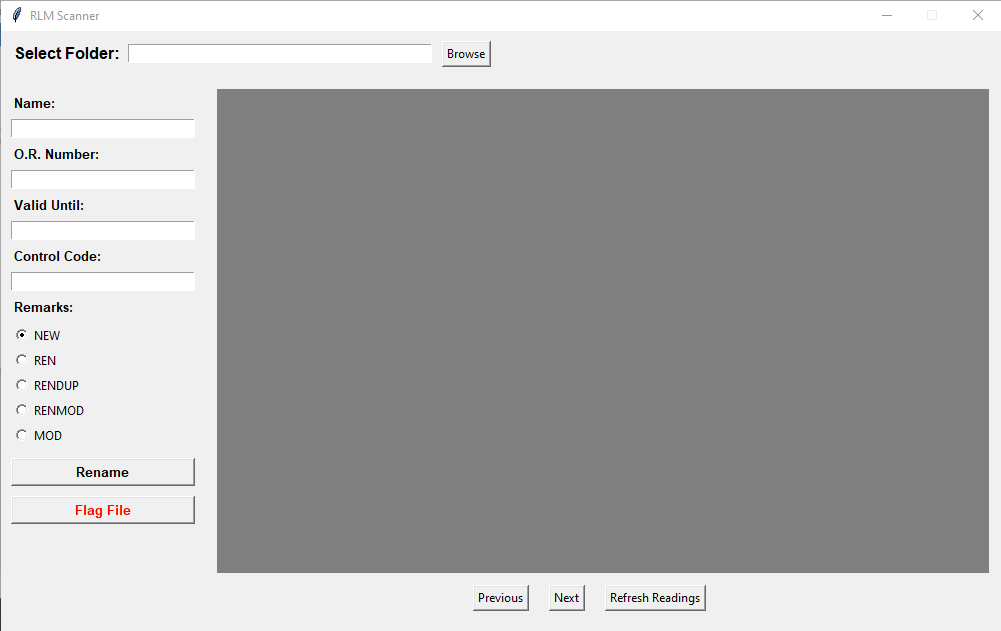 RLM Scanner
Select Folder:
Browse
Name:
O.R. Number:
Valid Until:
Control Code:
Remarks:
NEW
REN
RENDUP
RENMOD
MOD
Rename
Flag File
Previous
Next
Refresh Readings